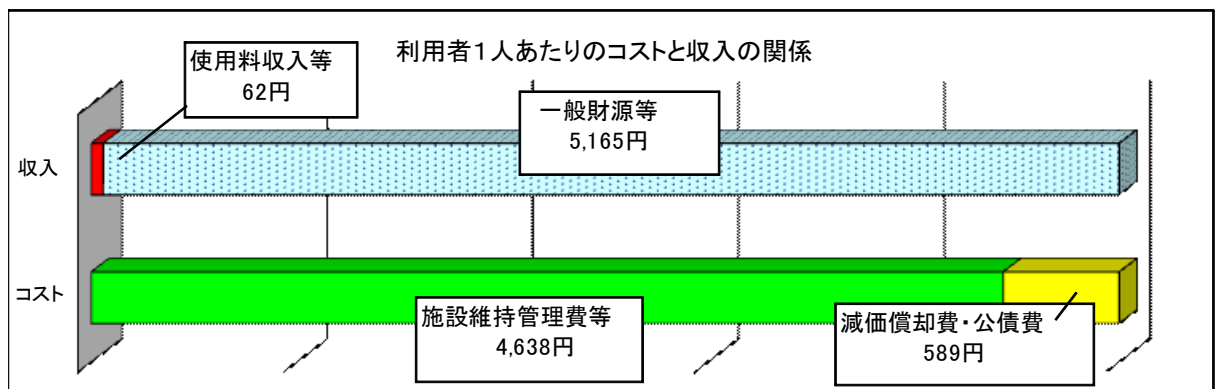 利用者１人あたりのコストと収入の関係
使用料収入等
62円
一般財源等
5,165円
収入
コスト
施設維持管理費等
4,638円
減価償却費・公債費
589円